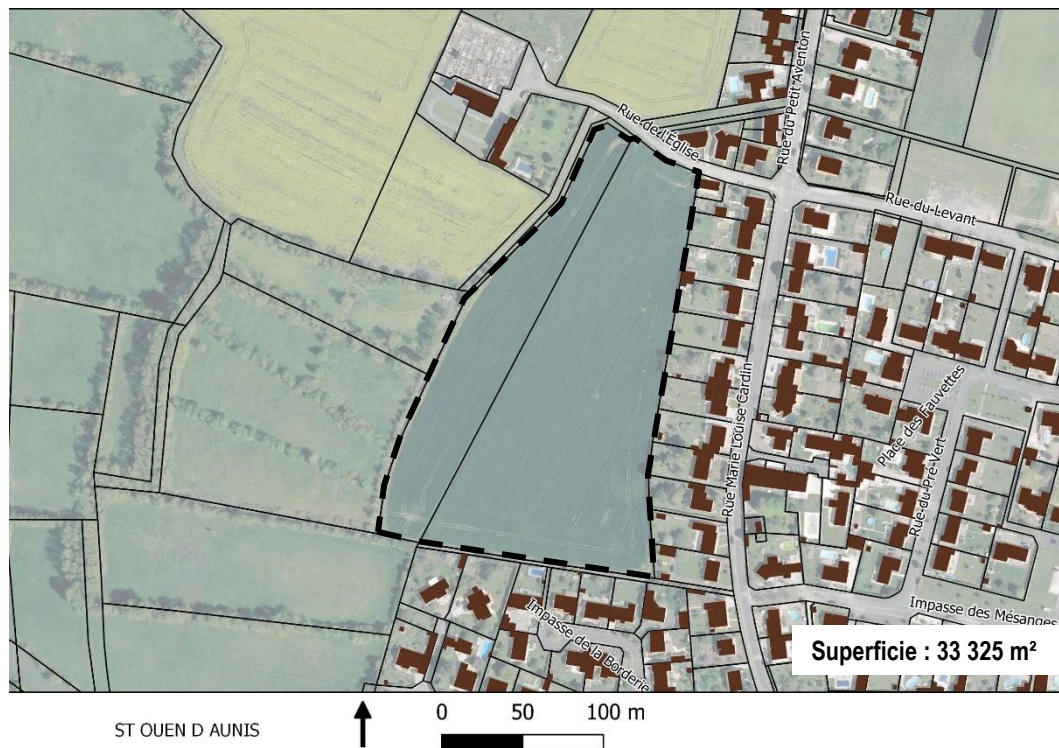 Rue du Petit Aventon
Rue de l'Église
Rue du Levant
Place des Fauvettes
Rue Marie Louise Cardin
Rue du Pré Vert
Impasse des Mésanges
Impasse de la Borderie
Superficie : 33 325 m²
0 50 100 m
ST OUEN D AUNIS